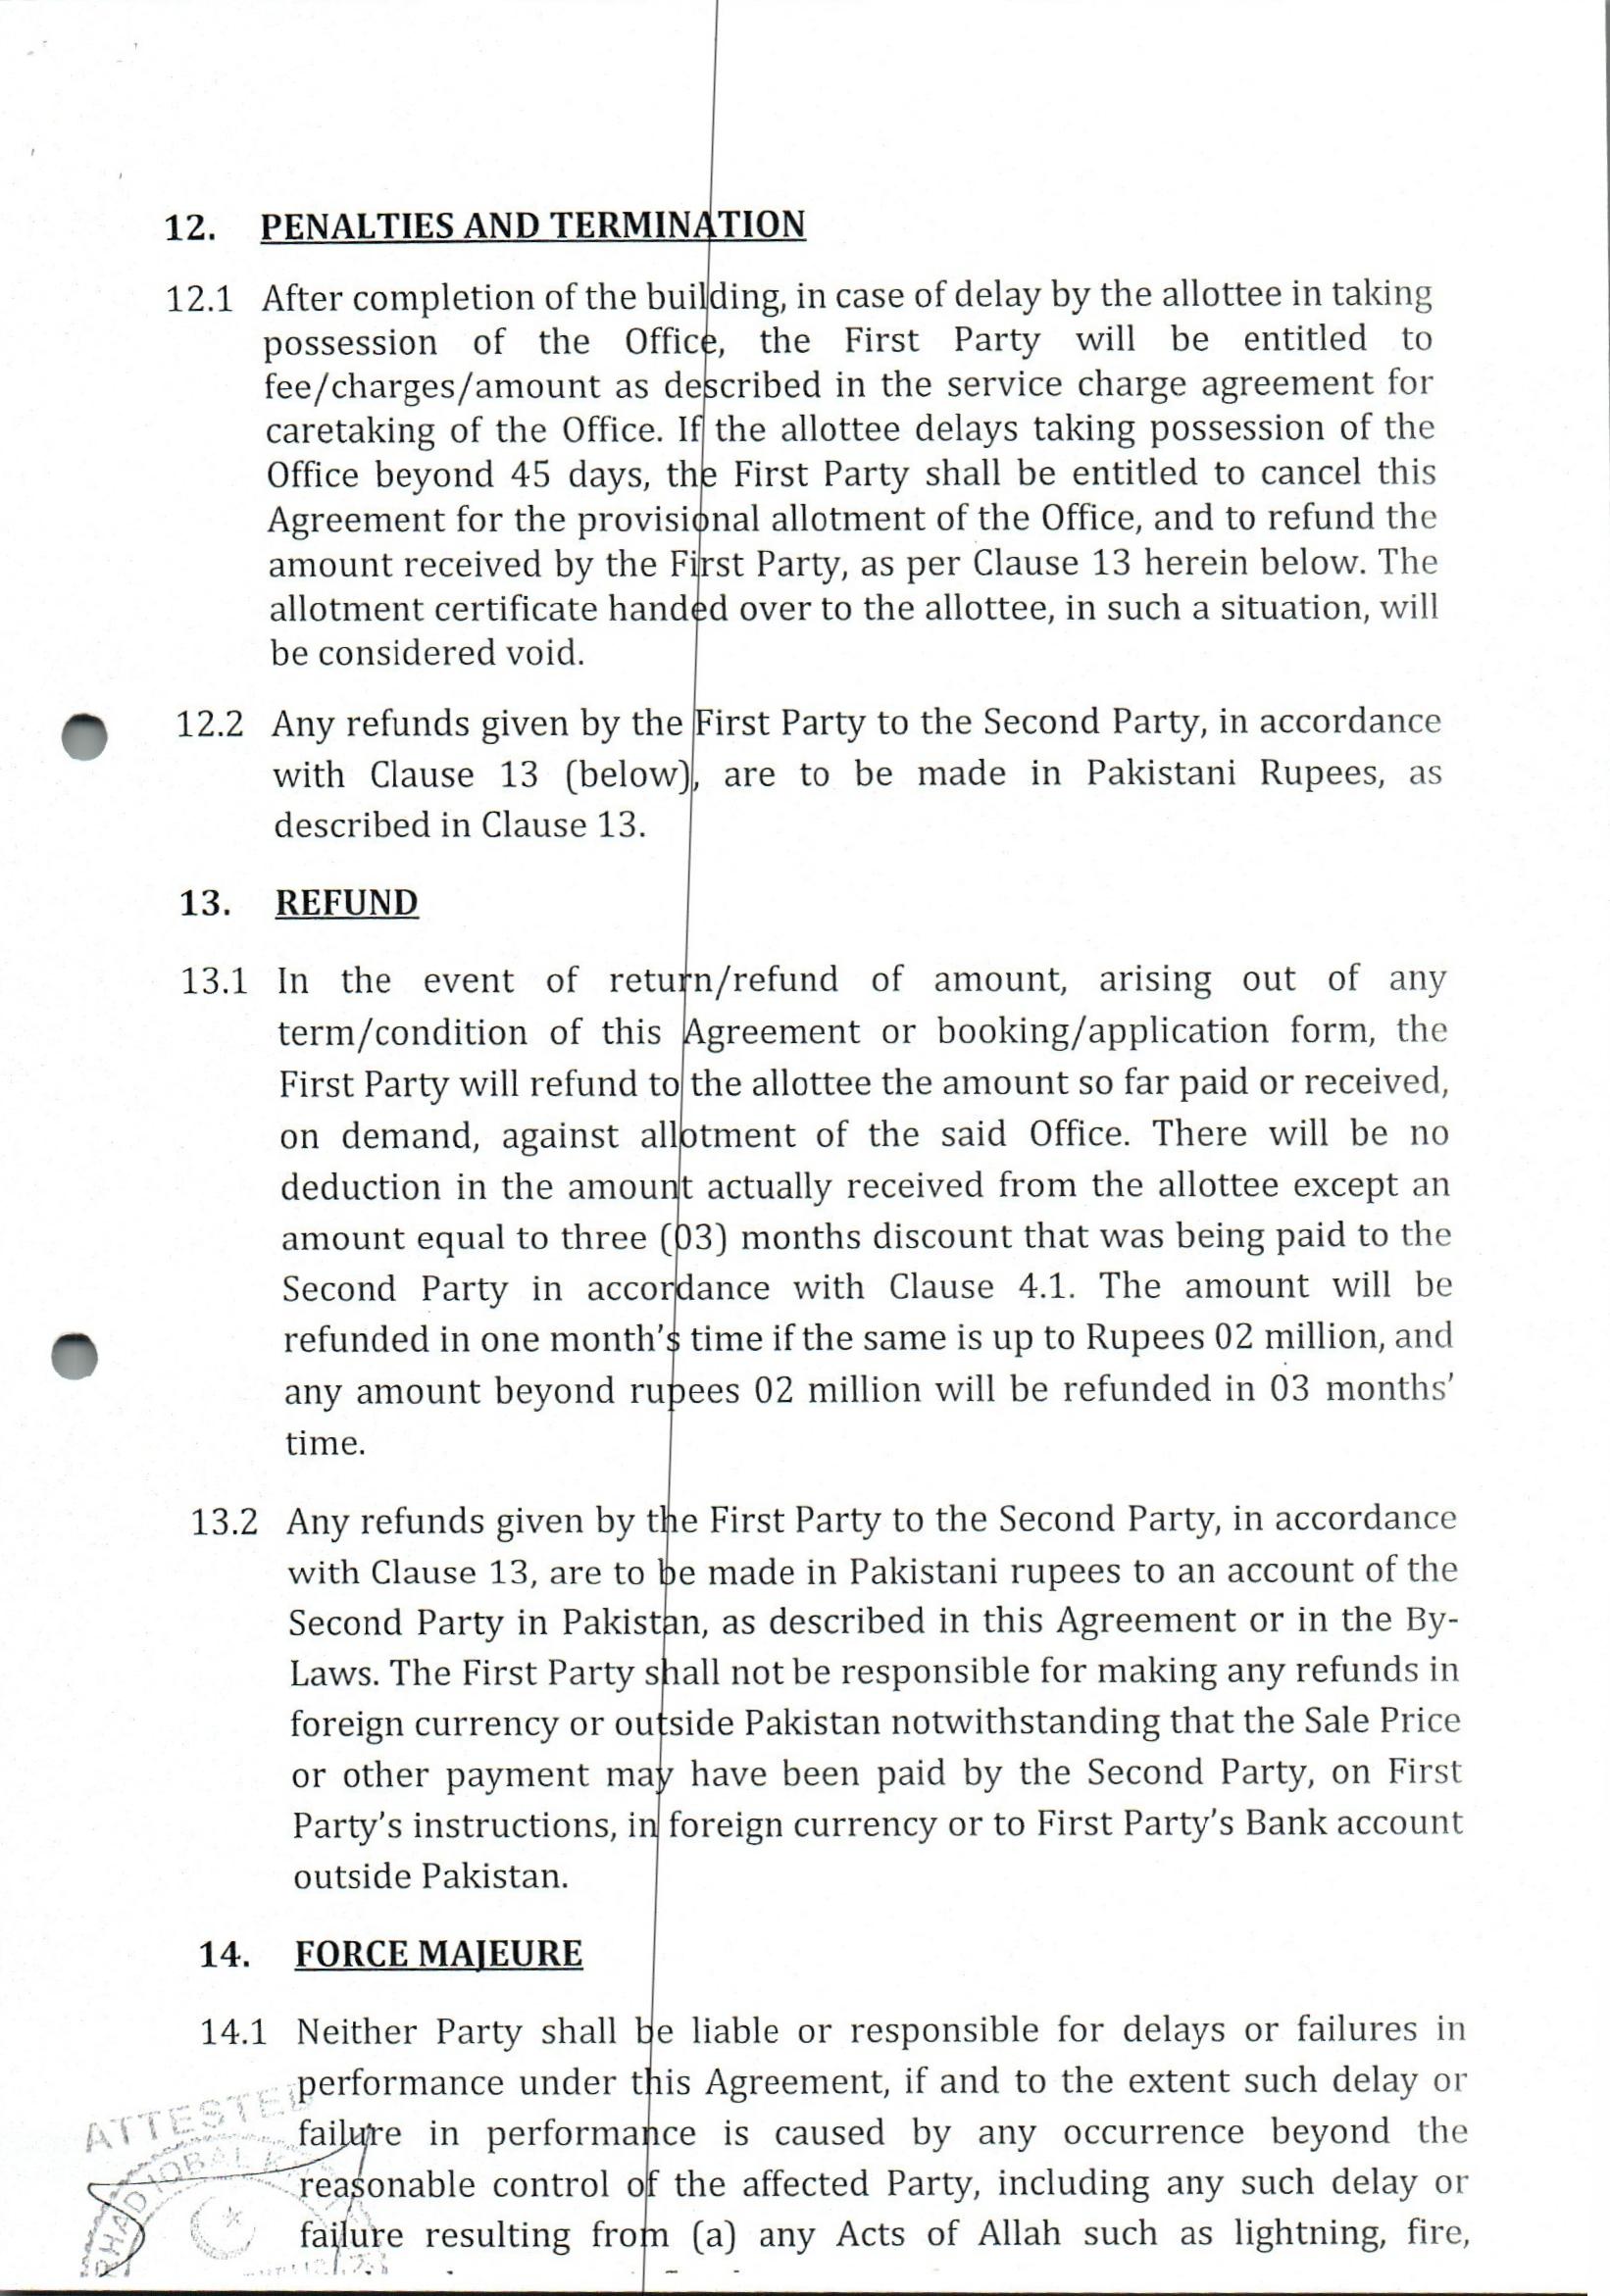 12. PENALTIES AND TERMINATION
12.1 After completion of the building, in case of delay by the allottee in taking
possession of the Office, the First Party will be entitled to
fee/charges/amount as described in the service charge agreement for
caretaking of the Office. If the allottee delays taking possession of the
Office beyond 45 days, the First Party shall be entitled to cancel this
Agreement for the provisional allotment of the Office, and to refund the
amount received by the First Party, as per Clause 13 herein below. The
allotment certificate handed over to the allottee, in such a situation, will
be considered void.
12.2 Any refunds given by the First Party to the Second Party, in accordance
with Clause 13 (below), are to be made in Pakistani Rupees, as
described in Clause 13.
13. REFUND
13.1 In the event of return/refund of amount, arising out of any
term/condition of this Agreement or booking/application form, the
First Party will refund to the allottee the amount so far paid or received,
on demand, against allotment of the said Office. There will be no
deduction in the amount actually received from the allottee except an
amount equal to three (03) months discount that was being paid to the
Second Party in accordance with Clause 4.1. The amount will be
refunded in one month's time if the same is up to Rupees 02 million, and
any amount beyond rupees 02 million will be refunded in 03 months'
time.
13.2 Any refunds given by the First Party to the Second Party, in accordance
with Clause 13, are to be made in Pakistani rupees to an account of the
Second Party in Pakistan, as described in this Agreement or in the By-
Laws. The First Party shall not be responsible for making any refunds in
foreign currency or outside Pakistan notwithstanding that the Sale Price
or other payment may have been paid by the Second Party, on First
Party's instructions, in foreign currency or to First Party's Bank account
outside Pakistan.
14. FORCE MAJEURE
14.1 Neither Party shall be liable or responsible for delays or failures in
performance under this Agreement, if and to the extent such delay or
failure in performance is caused by any occurrence beyond the
reasonable control of the affected Party, including any such delay or
failure resulting from (a) any Acts of Allah such as lightning, fire,
ATTESTED
IQBAL